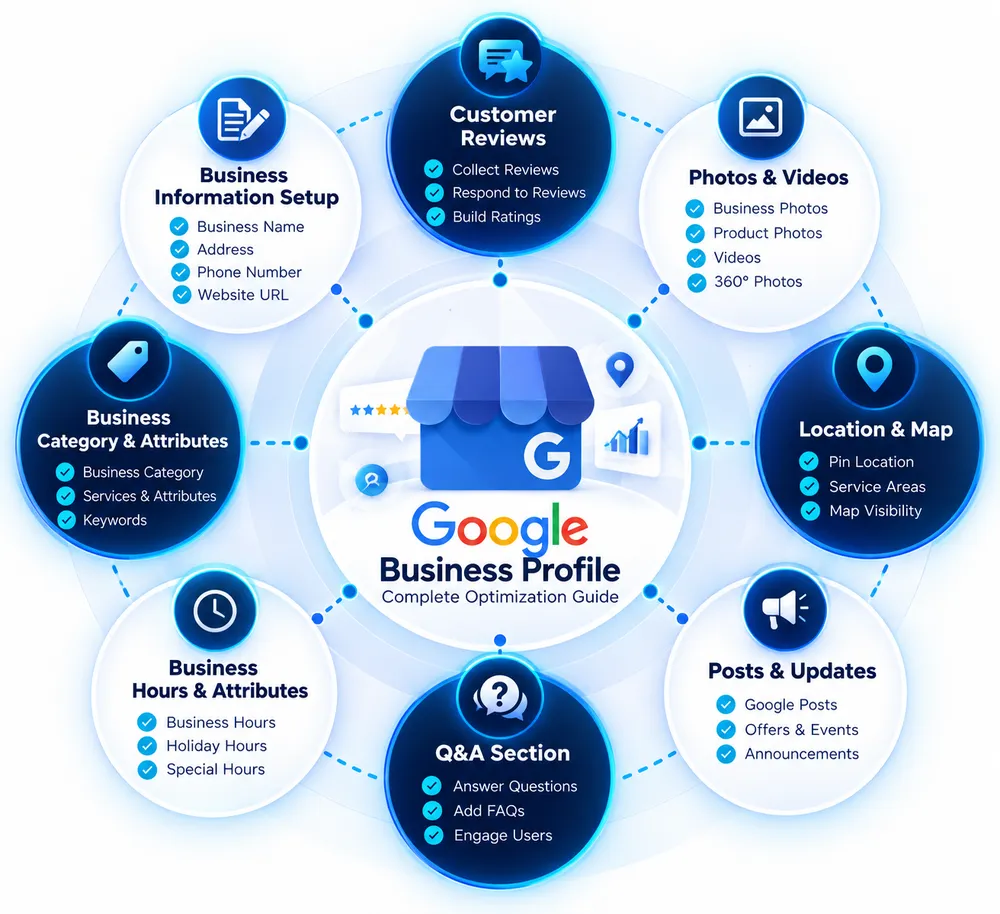 Customer
Reviews
Collect Reviews
Respond to Reviews
Build Ratings
Business
Information Setup
Business Name
Address
Phone Number
Website URL
Photos & Videos
Business Photos
Product Photos
Videos
360° Photos
Business
Category & Attributes
Business Category
Services & Attributes
Keywords
G
Google
Business Profile
Complete Optimization Guide
Location & Map
Pin Location
Service Areas
Map Visibility
Business
Hours & Attributes
Business Hours
Holiday Hours
Special Hours
?
Q&A Section
Answer Questions
Add FAQs
Engage Users
Posts & Updates
Google Posts
Offers & Events
Announcements